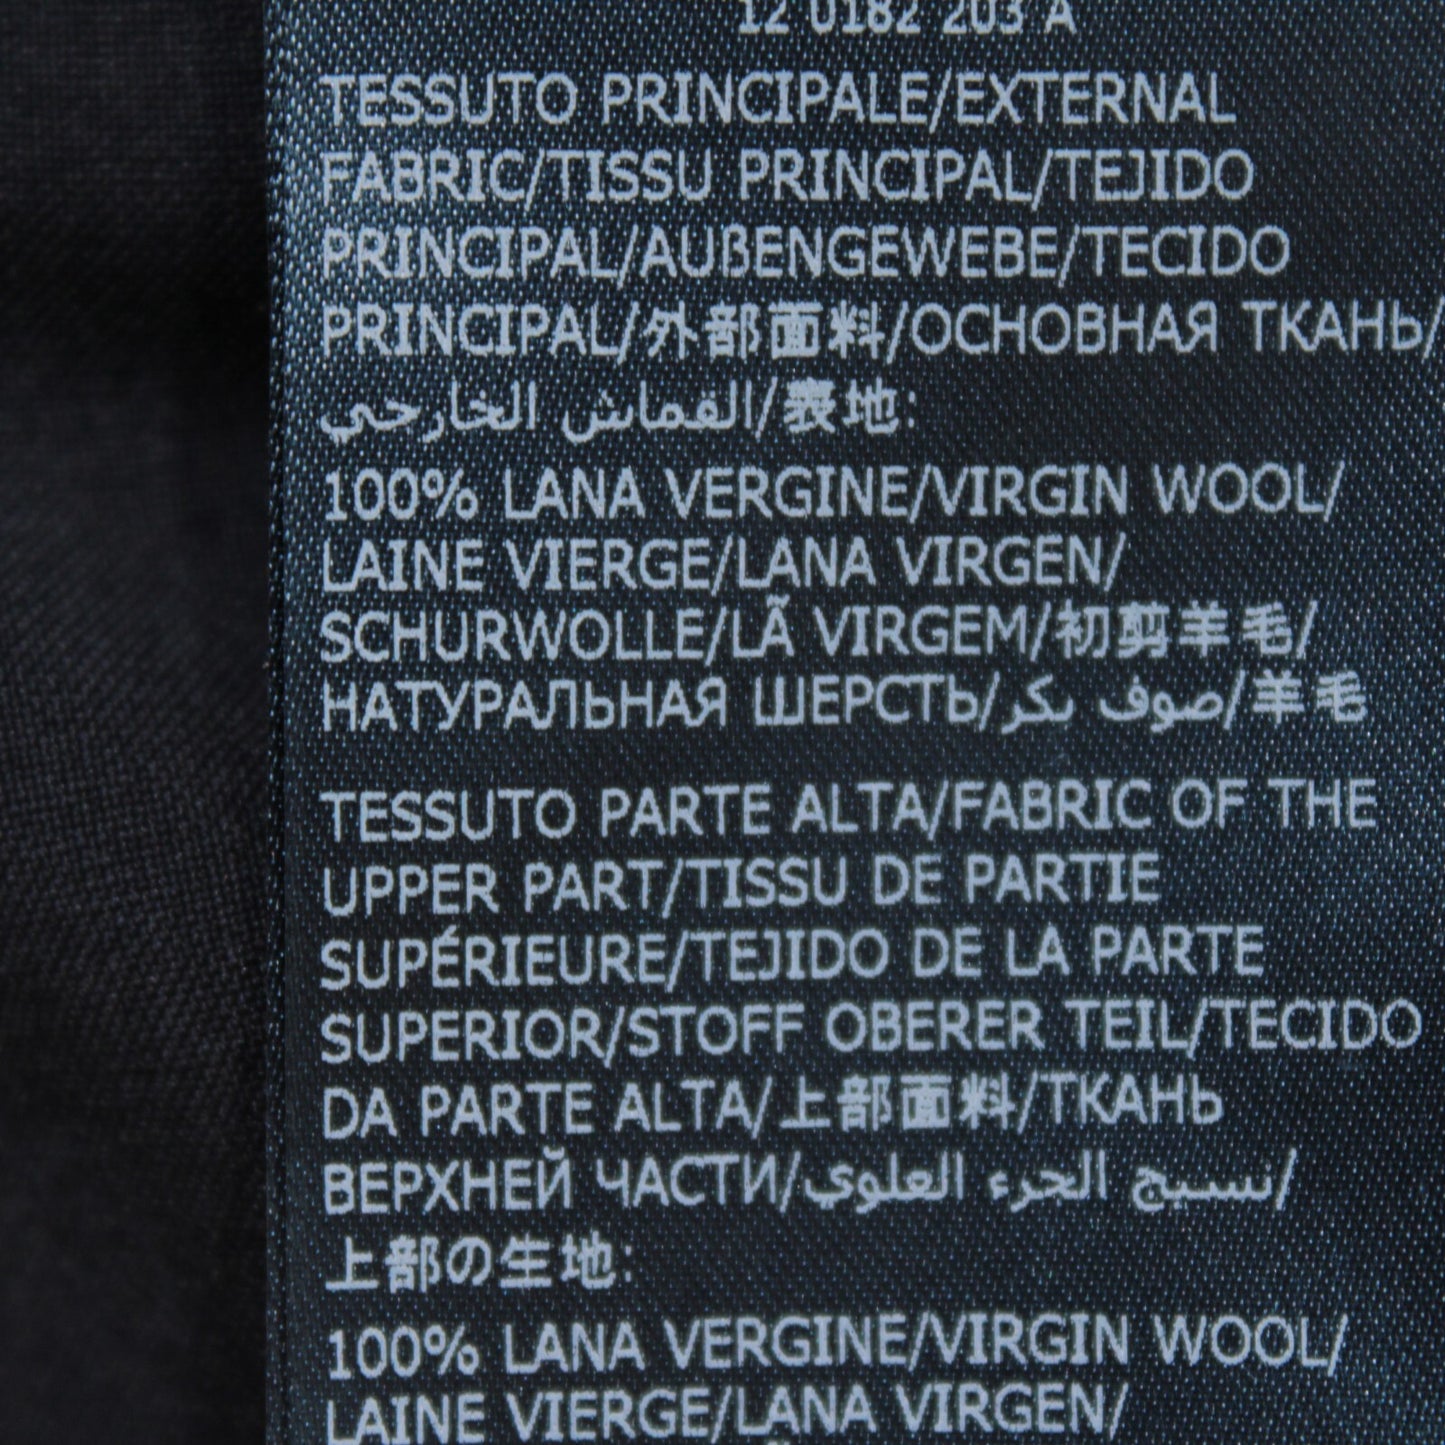 12 0182 203 A
TESSUTO PRINCIPALE/EXTERNAL
FABRIC/TISSU PRINCIPAL/TEJIDO
PRINCIPAL/AUßENGEWEBE/TECIDO
PRINCIPAL/外部面料/ОСНОВНАЯ ТКАНЬ/
القماش الخارجي/表地:
100% LANA VERGINE/VIRGIN WOOL/
LAINE VIERGE/LANA VIRGEN/
SCHURWOLLE/LÃ VIRGEM/初剪羊毛/
НАТУРАЛЬНАЯ ШЕРСТЬ/صوف بكر/羊毛
TESSUTO PARTE ALTA/FABRIC OF THE
UPPER PART/TISSU DE PARTIE
SUPÉRIEURE/TEJIDO DE LA PARTE
SUPERIOR/STOFF OBERER TEIL/TECIDO
DA PARTE ALTA/上部面料/ТКАНЬ
ВЕРХНЕЙ ЧАСТИ/نسيج الجزء العلوي/
上部の生地:
100% LANA VERGINE/VIRGIN WOOL/
LAINE VIERGE/LANA VIRGEN/